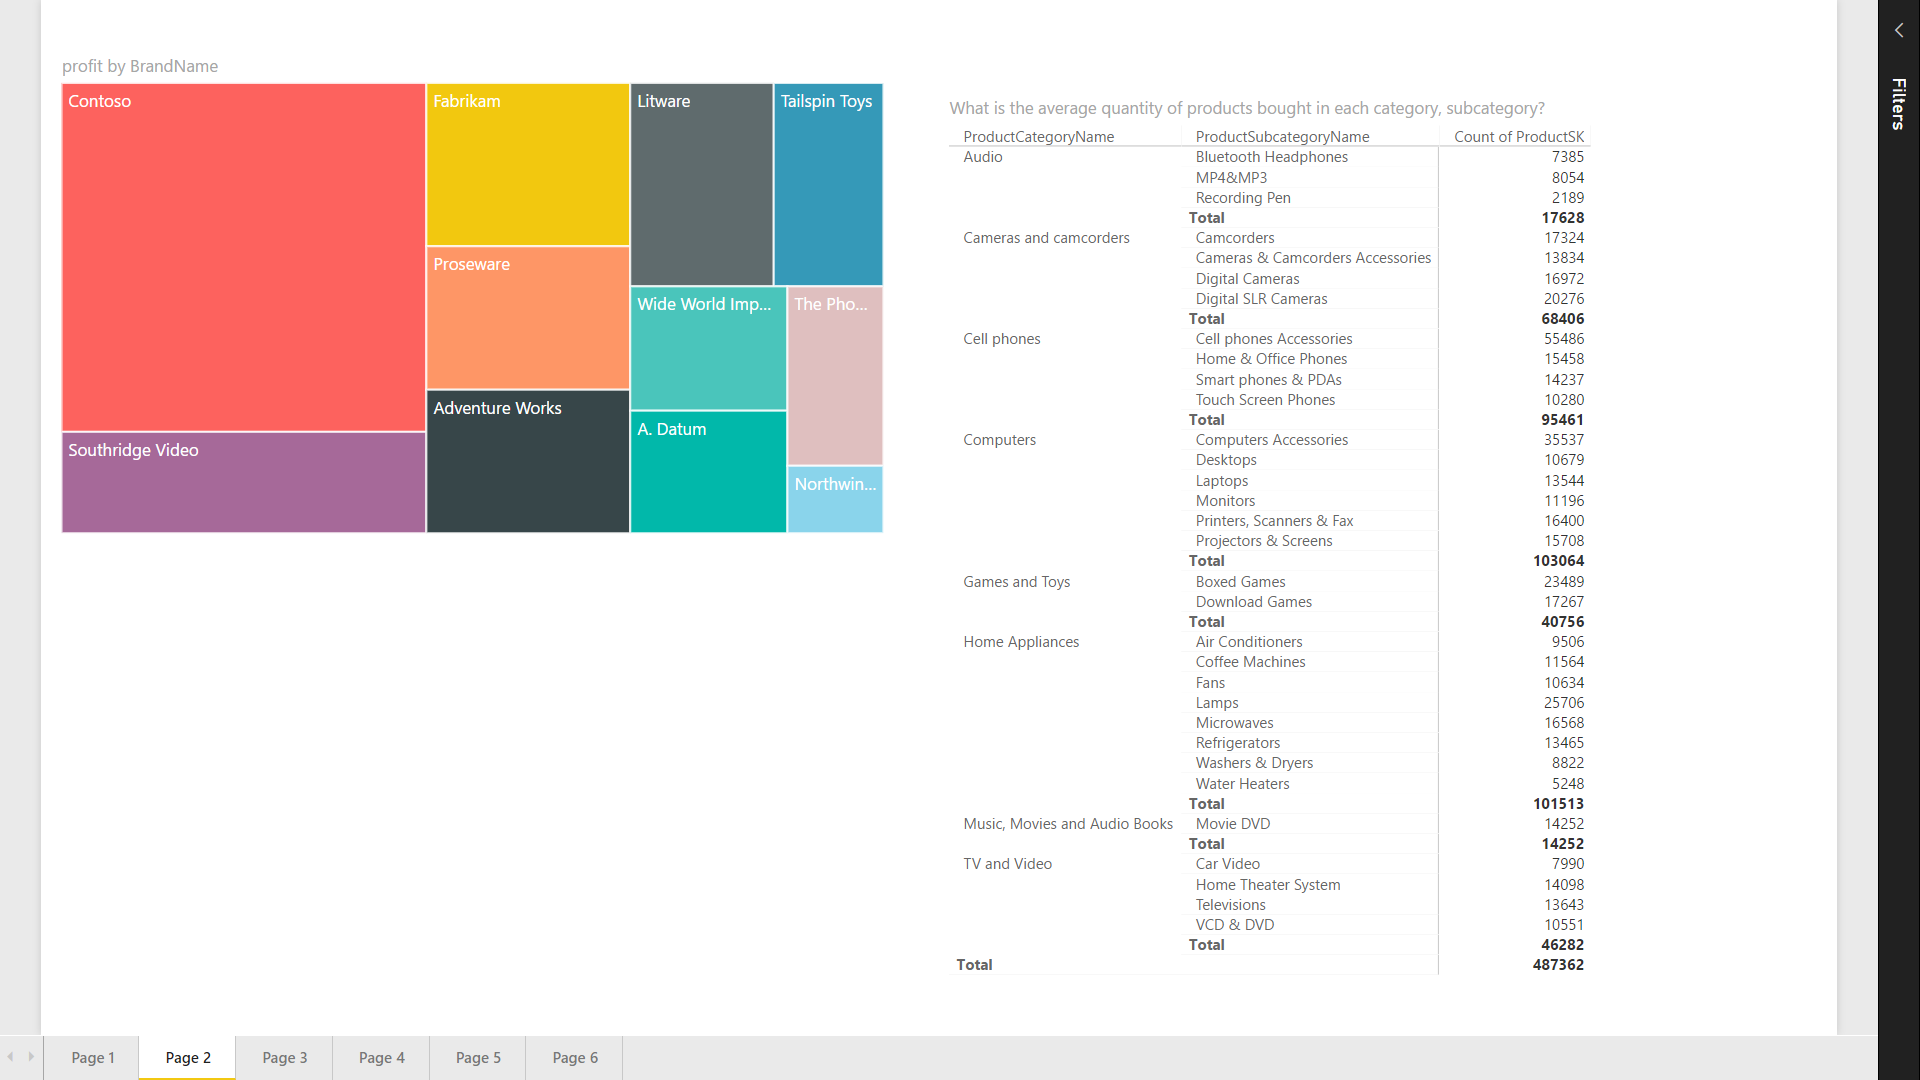 profit by BrandName
Contoso
Southridge Video
Fabrikam
Proseware
Adventure Works
Litware
Tailspin Toys
Wide World Imp...
The Pho...
A. Datum
Northwin...
What is the average quantity of products bought in each category, subcategory?
ProductCategoryName ProductSubcategoryName Count of ProductSK
Audio Bluetooth Headphones 7385
MP4&MP3 8054
Recording Pen 2189
Total 17628
Cameras and camcorders Camcorders 17324
Cameras & Camcorders Accessories 13834
Digital Cameras 16972
Digital SLR Cameras 20276
Total 68406
Cell phones Cell phones Accessories 55486
Home & Office Phones 15458
Smart phones & PDAs 14237
Touch Screen Phones 10280
Total 95461
Computers Computers Accessories 35537
Desktops 10679
Laptops 13544
Monitors 11196
Printers, Scanners & Fax 16400
Projectors & Screens 15708
Total 103064
Games and Toys Boxed Games 23489
Download Games 17267
Total 40756
Home Appliances Air Conditioners 9506
Coffee Machines 11564
Fans 10634
Lamps 25706
Microwaves 16568
Refrigerators 13465
Washers & Dryers 8822
Water Heaters 5248
Total 101513
Music, Movies and Audio Books Movie DVD 14252
Total 14252
TV and Video Car Video 7990
Home Theater System 14098
Televisions 13643
VCD & DVD 10551
Total 46282
Total 487362
Filters
Page 1 Page 2 Page 3 Page 4 Page 5 Page 6